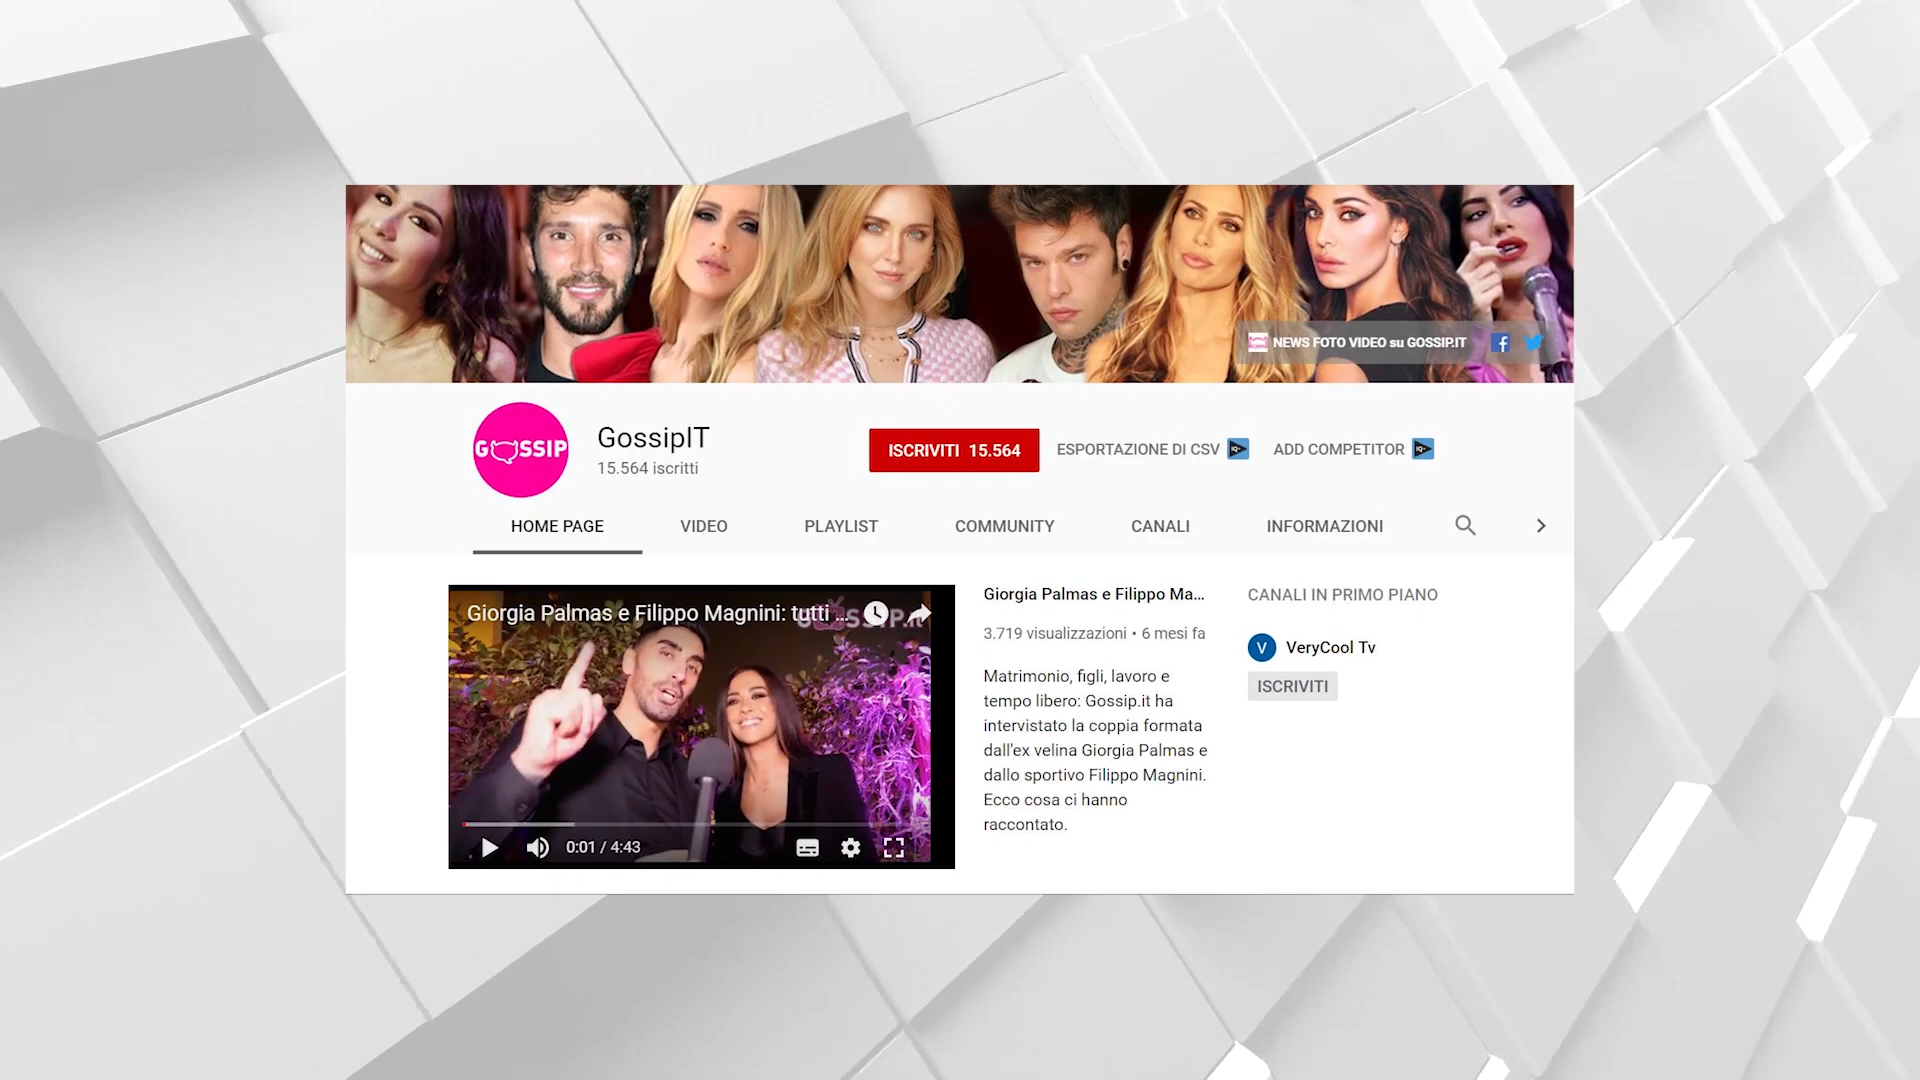 NEWS FOTO VIDEO su GOSSIP.IT
GOSSIP
GossipIT
15.564 iscritti
ISCRIVITI 15.564
ESPORTAZIONE DI CSV
ADD COMPETITOR
HOME PAGE
VIDEO
PLAYLIST
COMMUNITY
CANALI
INFORMAZIONI
Giorgia Palmas e Filippo Magnini: tutti ...
GOSSIP.it
0:01 / 4:43
Giorgia Palmas e Filippo Ma...
3.719 visualizzazioni • 6 mesi fa
Matrimonio, figli, lavoro e
tempo libero: Gossip.it ha
intervistato la coppia formata
dall'ex velina Giorgia Palmas e
dallo sportivo Filippo Magnini.
Ecco cosa ci hanno
raccontato.
CANALI IN PRIMO PIANO
V VeryCool Tv
ISCRIVITI